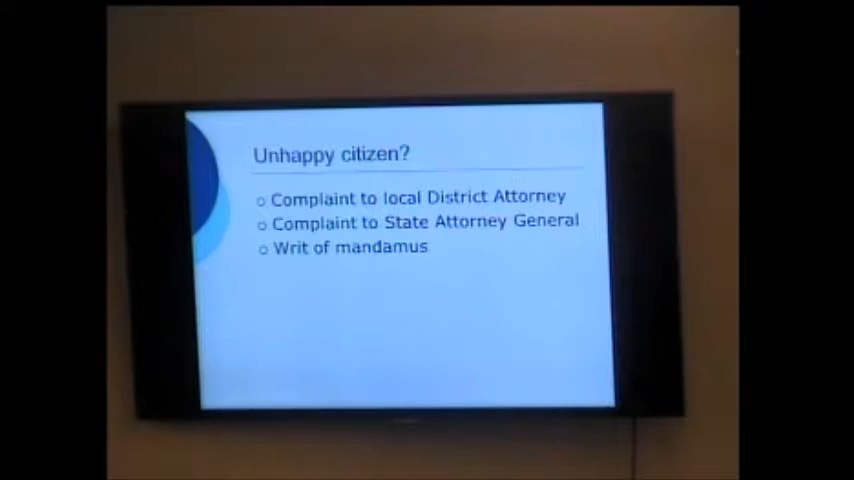 Unhappy citizen?
Complaint to local District Attorney
Complaint to State Attorney General
Writ of mandamus